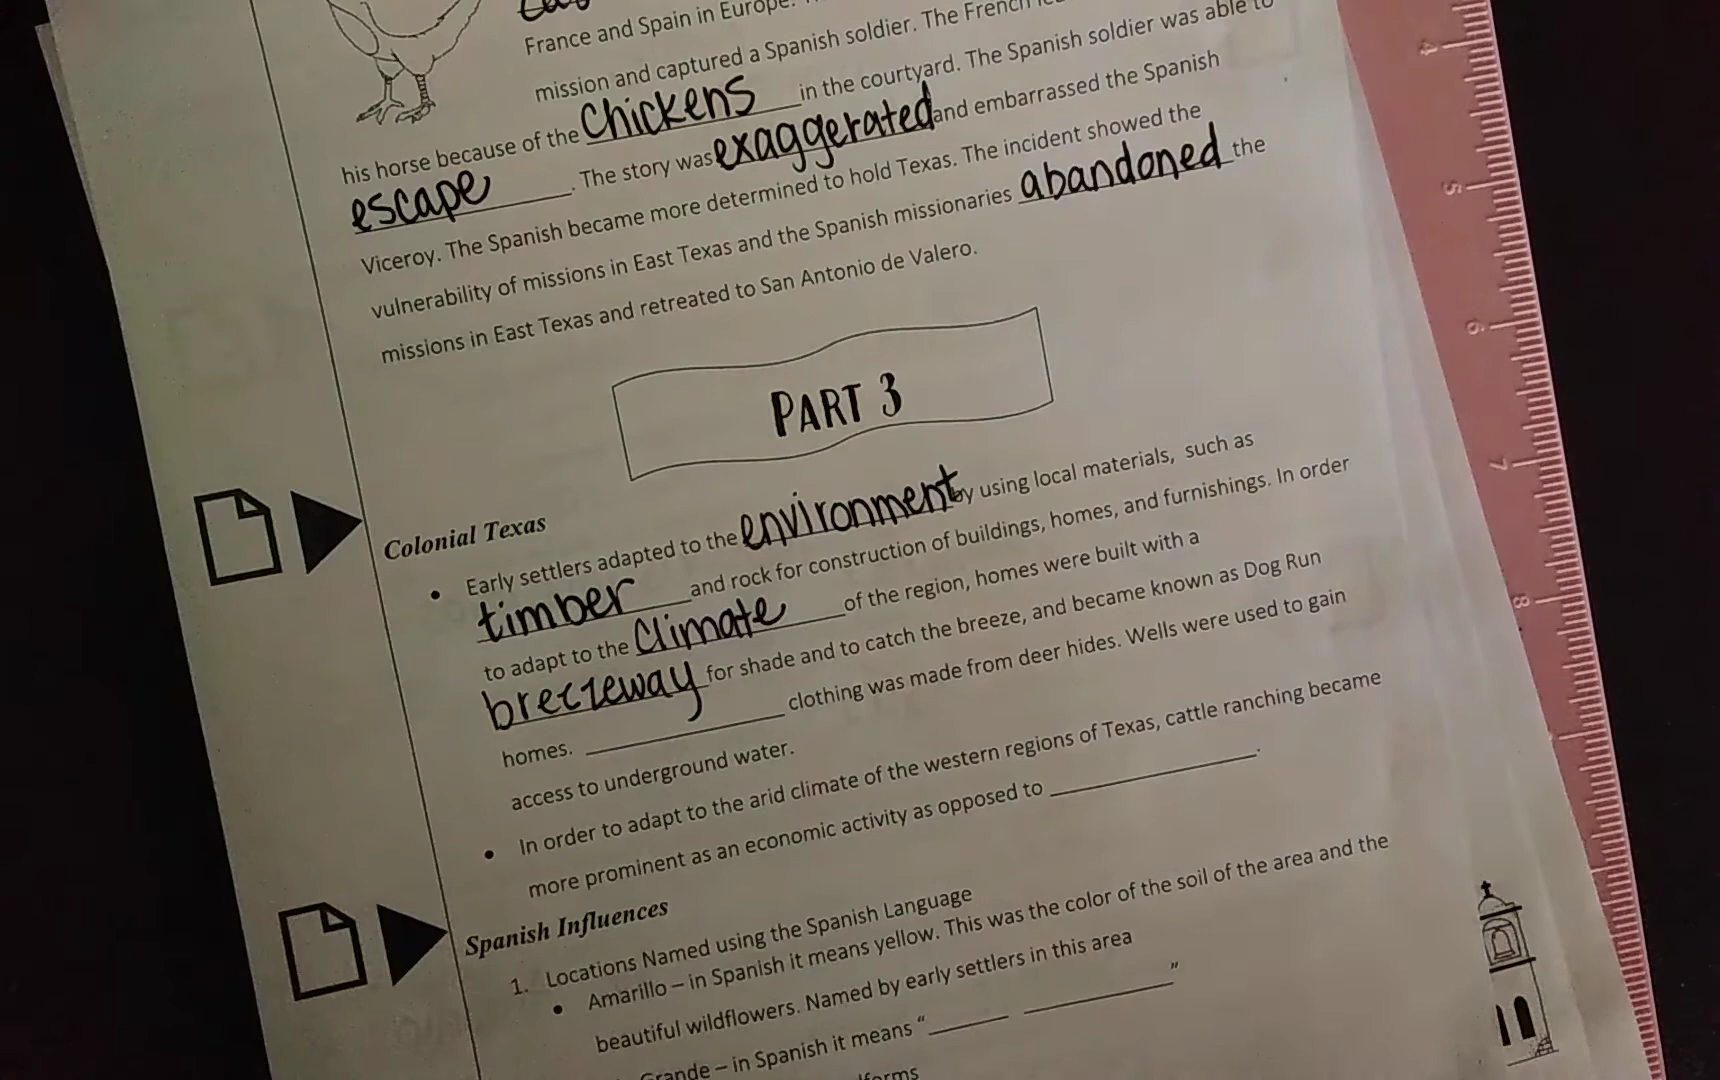 France and Spain in Europe.
mission and captured a Spanish soldier. The French
his horse because of the chickens in the courtyard. The Spanish soldier was able to
escape. The story was exaggerated and embarrassed the Spanish
Viceroy. The Spanish became more determined to hold Texas. The incident showed the
vulnerability of missions in East Texas and the Spanish missionaries abandoned the
missions in East Texas and retreated to San Antonio de Valero.
PART 3
Colonial Texas
• Early settlers adapted to the environment by using local materials, such as
timber and rock for construction of buildings, homes, and furnishings. In order
to adapt to the climate of the region, homes were built with a
breezeway for shade and to catch the breeze, and became known as Dog Run
homes. ________ clothing was made from deer hides. Wells were used to gain
access to underground water.
• In order to adapt to the arid climate of the western regions of Texas, cattle ranching became
more prominent as an economic activity as opposed to ________.
Spanish Influences
1. Locations Named using the Spanish Language
• Amarillo – in Spanish it means yellow. This was the color of the soil of the area and the
beautiful wildflowers. Named by early settlers in this area
Grande – in Spanish it means “____ ______”
4
5
6
7
8